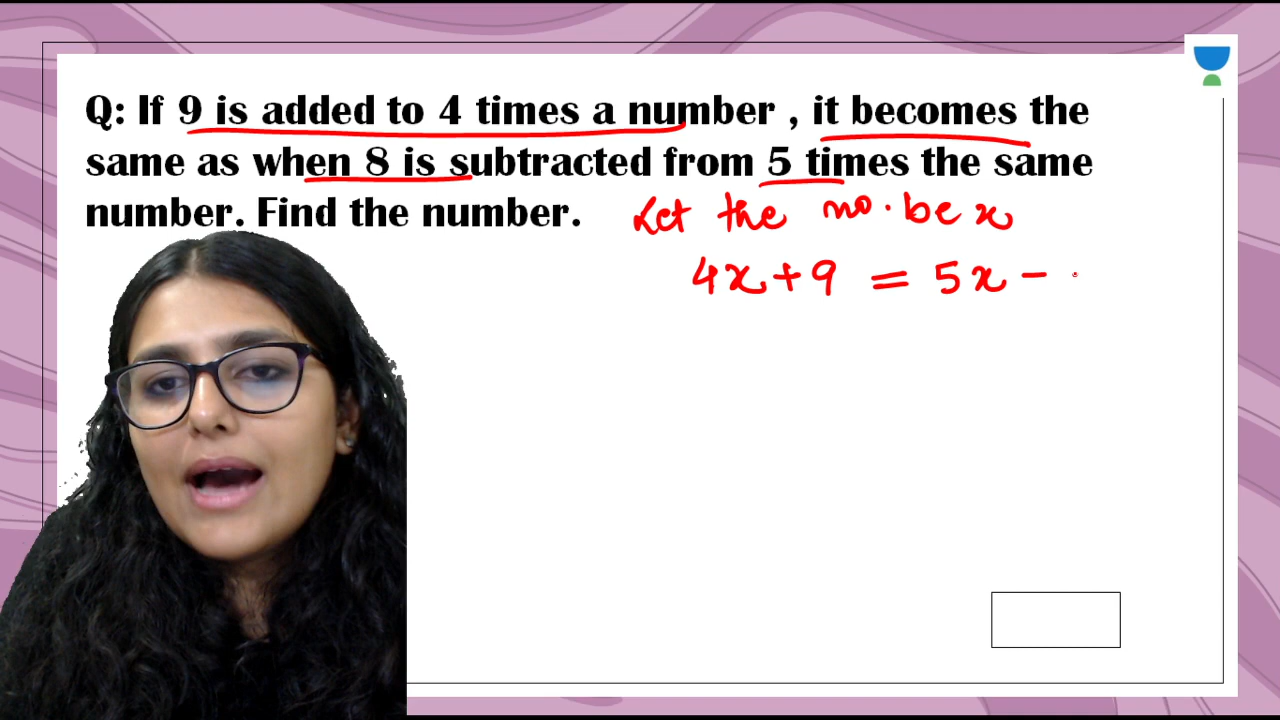 Q: If 9 is added to 4 times a number , it becomes the
same as when 8 is subtracted from 5 times the same
number. Find the number.
Let the no. be x
4x + 9 = 5x -